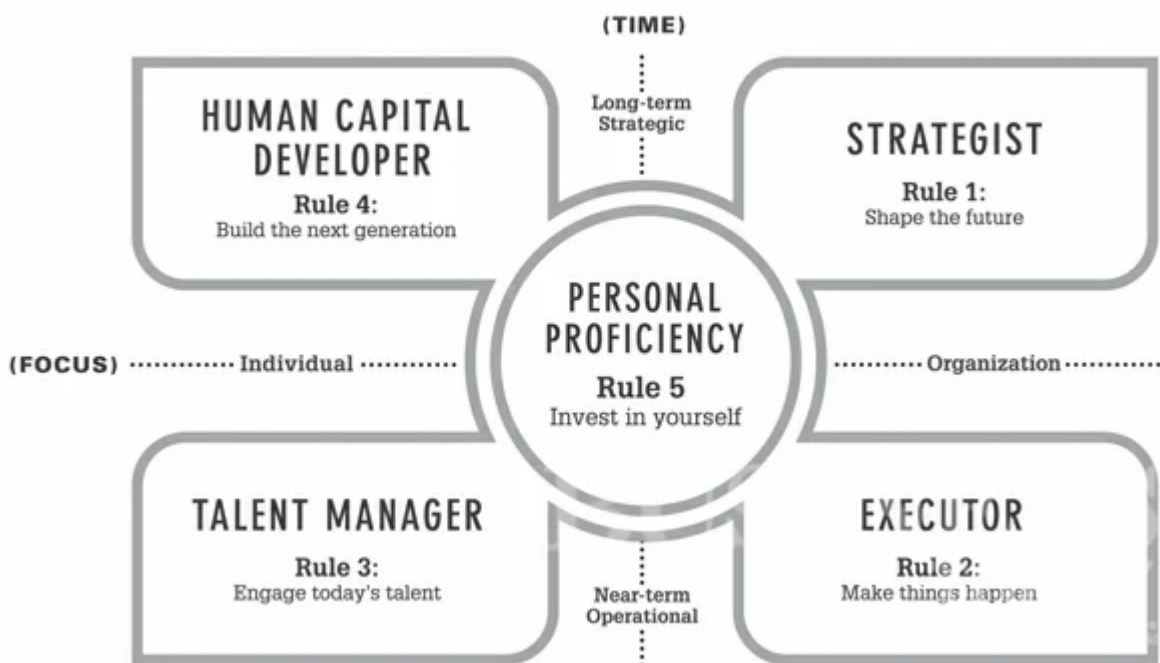 (TIME)
Long-term
Strategic
HUMAN CAPITAL
DEVELOPER
Rule 4:
Build the next generation
STRATEGIST
Rule 1:
Shape the future
PERSONAL
PROFICIENCY
Rule 5
Invest in yourself
(FOCUS)
Individual
Organization
TALENT MANAGER
Rule 3:
Engage today's talent
EXECUTOR
Rule 2:
Make things happen
Near-term
Operational